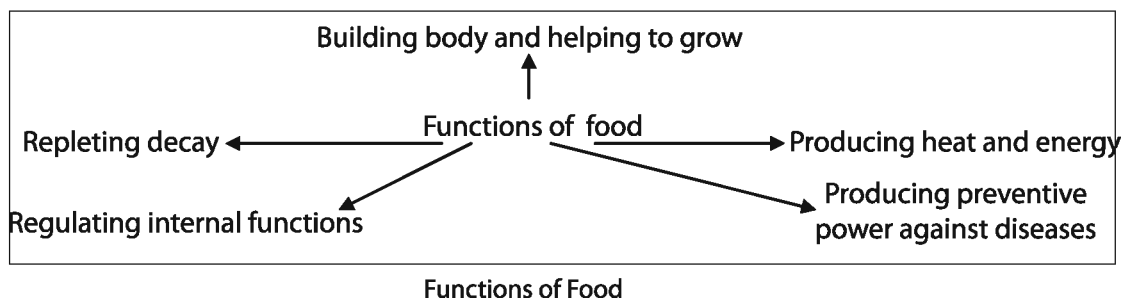 Building body and helping to grow
Functions of food
Repleting decay
Producing heat and energy
Regulating internal functions
Producing preventive
power against diseases
Functions of Food